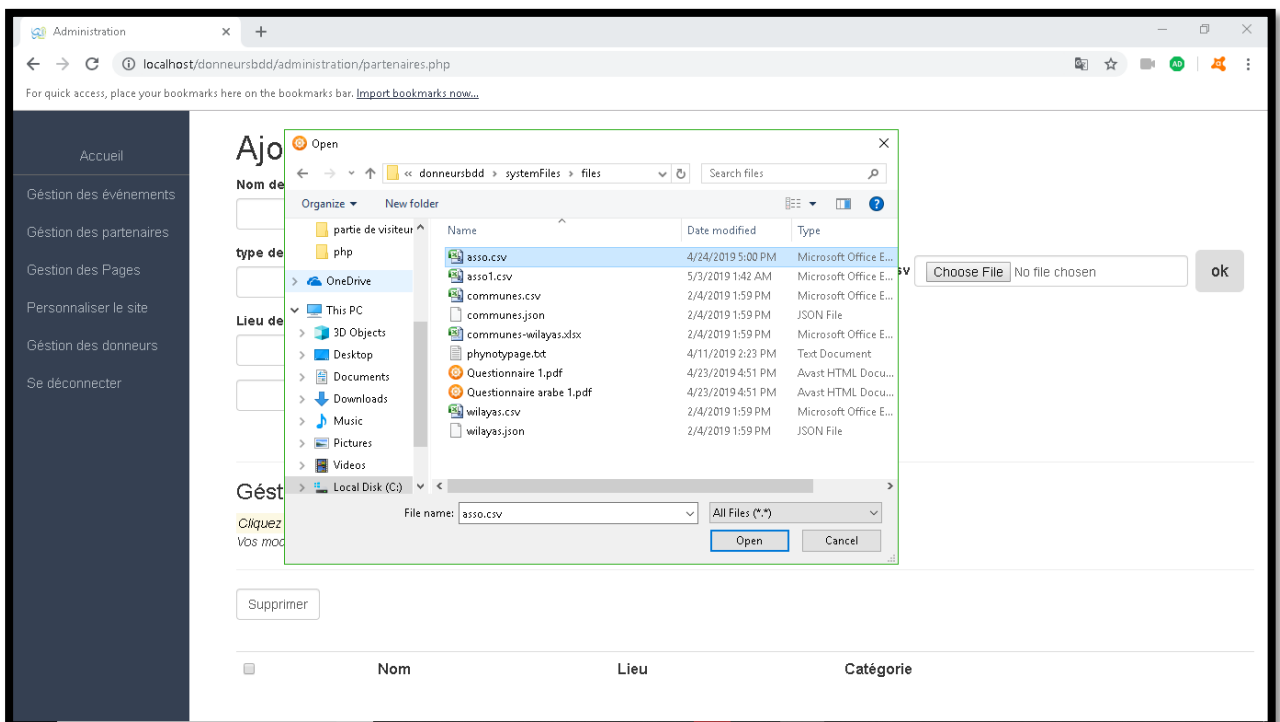 Administration
localhost/donneursbdd/administration/partenaires.php
AD
For quick access, place your bookmarks here on the bookmarks bar. Import bookmarks now...
Accueil
Géstion des événements
Géstion des partenaires
Gestion des Pages
Personnaliser le site
Géstion des donneurs
Se déconnecter
Ajo
Nom de
type de
Lieu de
sv
Choose File No file chosen
ok
Open
« donneursbdd › systemFiles › files
Search files
Organize
New folder
partie de visiteur
php
OneDrive
This PC
3D Objects
Desktop
Documents
Downloads
Music
Pictures
Videos
Local Disk (C:)
Name Date modified Type
asso.csv 4/24/2019 5:00 PM Microsoft Office E...
asso1.csv 5/3/2019 1:42 AM Microsoft Office E...
communes.csv 2/4/2019 1:59 PM Microsoft Office E...
communes.json 2/4/2019 1:59 PM JSON File
communes-wilayas.xlsx 2/4/2019 1:59 PM Microsoft Office E...
phynotypage.txt 4/11/2019 2:23 PM Text Document
Questionnaire 1.pdf 4/23/2019 4:51 PM Avast HTML Docu...
Questionnaire arabe 1.pdf 4/23/2019 4:51 PM Avast HTML Docu...
wilayas.csv 2/4/2019 1:59 PM Microsoft Office E...
wilayas.json 2/4/2019 1:59 PM JSON File
File name: asso.csv
All Files (*.*)
Open
Cancel
Gést
Cliquez
Vos mod
Supprimer
Nom Lieu Catégorie